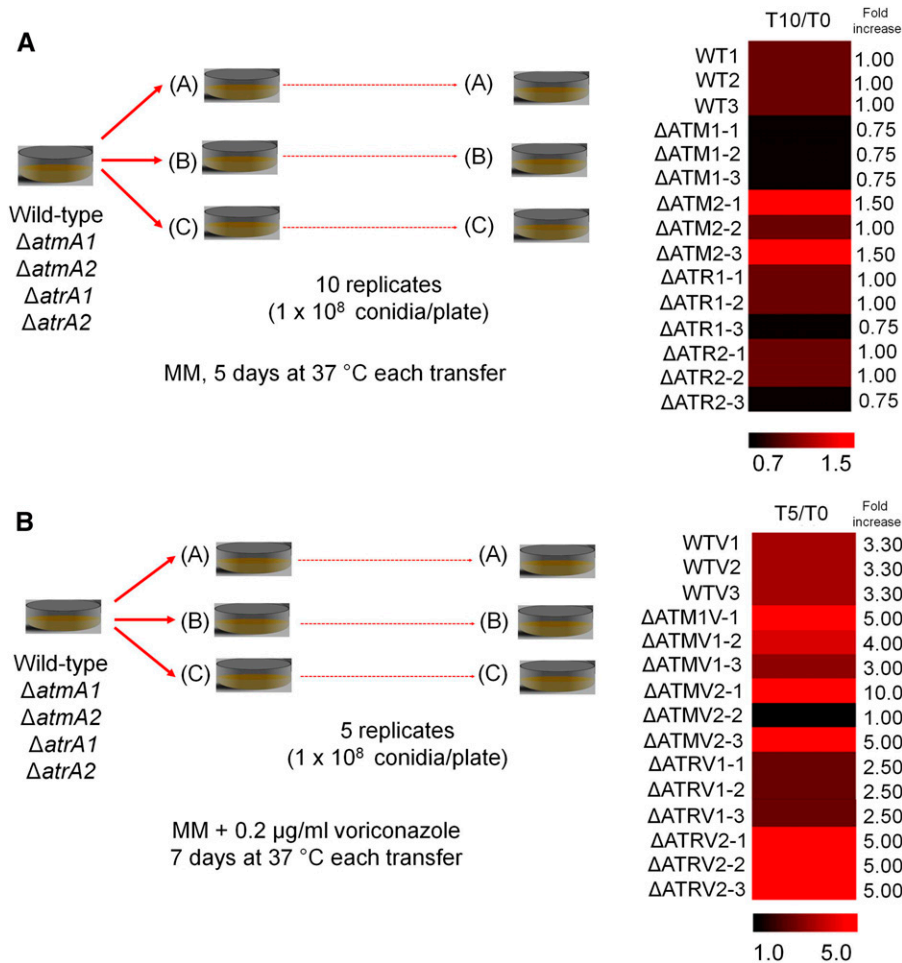 A
T10/T0
Fold
increase
(A)
(A)
(B)
(B)
(C)
(C)
Wild-type
ΔatmA1
ΔatmA2
ΔatrA1
ΔatrA2
10 replicates
(1 x 10⁸ conidia/plate)
MM, 5 days at 37 °C each transfer
WT1 1.00
WT2 1.00
WT3 1.00
ΔATM1-1 0.75
ΔATM1-2 0.75
ΔATM1-3 0.75
ΔATM2-1 1.50
ΔATM2-2 1.00
ΔATM2-3 1.50
ΔATR1-1 1.00
ΔATR1-2 1.00
ΔATR1-3 0.75
ΔATR2-1 1.00
ΔATR2-2 1.00
ΔATR2-3 0.75
0.7 1.5
B
T5/T0
Fold
increase
(A)
(A)
(B)
(B)
(C)
(C)
Wild-type
ΔatmA1
ΔatmA2
ΔatrA1
ΔatrA2
5 replicates
(1 x 10⁸ conidia/plate)
MM + 0.2 µg/ml voriconazole
7 days at 37 °C each transfer
WTV1 3.30
WTV2 3.30
WTV3 3.30
ΔATM1V-1 5.00
ΔATMV1-2 4.00
ΔATMV1-3 3.00
ΔATMV2-1 10.0
ΔATMV2-2 1.00
ΔATMV2-3 5.00
ΔATRV1-1 2.50
ΔATRV1-2 2.50
ΔATRV1-3 2.50
ΔATRV2-1 5.00
ΔATRV2-2 5.00
ΔATRV2-3 5.00
1.0 5.0